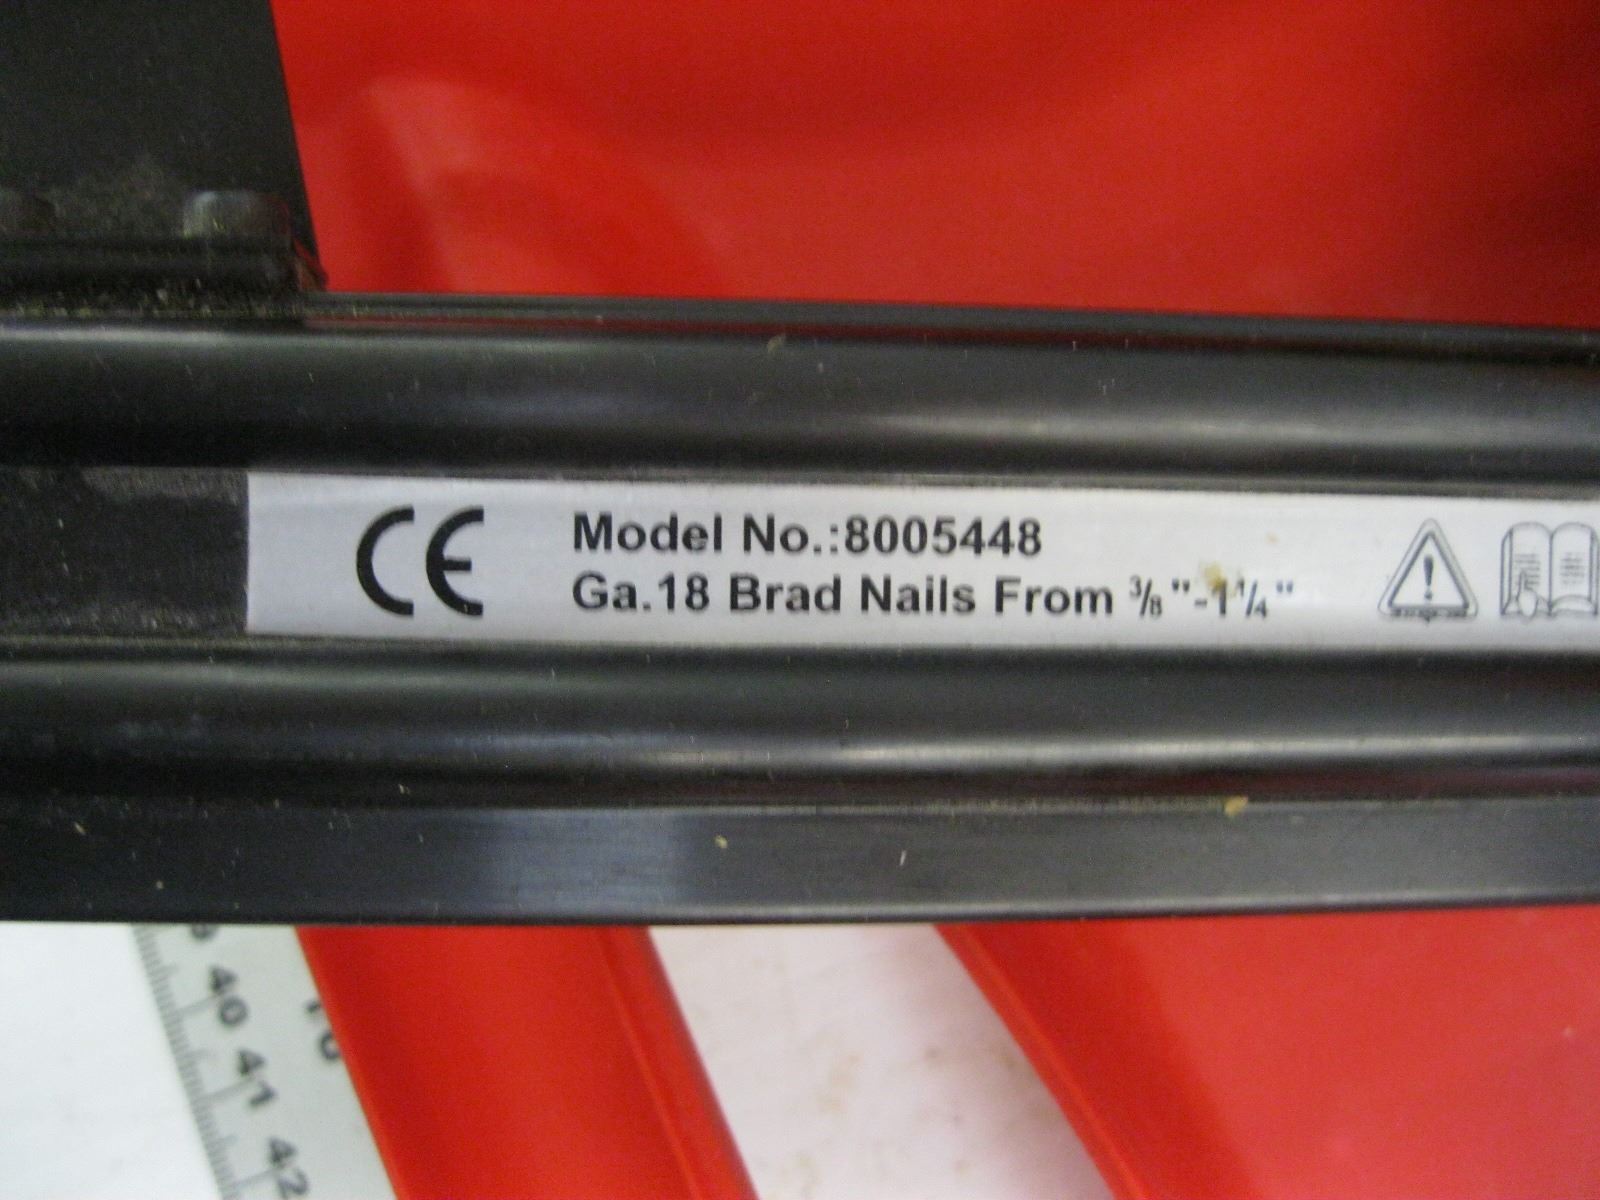 CE
Model No.:8005448
Ga.18 Brad Nails From 3/8"-1 1/4"
40
41
42